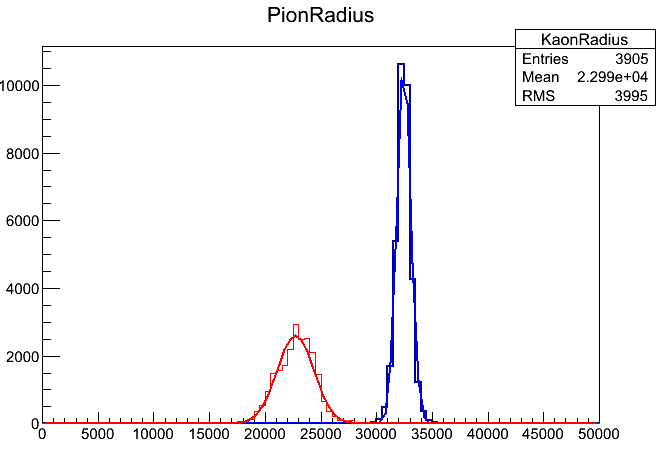 PionRadius
KaonRadius
Entries 3905
Mean 2.299e+04
RMS 3995
10000
8000
6000
4000
2000
0
0 5000 10000 15000 20000 25000 30000 35000 40000 45000 50000